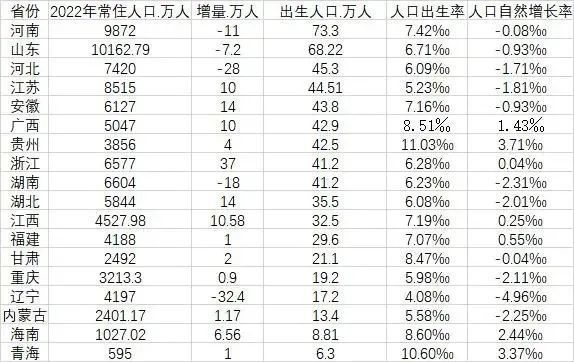 省份 2022年常住人口.万人 增量.万人 出生人口.万人 人口出生率 人口自然增长率
河南 9872 -11 73.3 7.42‰ -0.08‰
山东 10162.79 -7.2 68.22 6.71‰ -0.93‰
河北 7420 -28 45.3 6.09‰ -1.71‰
江苏 8515 10 44.51 5.23‰ -1.81‰
安徽 6127 14 43.8 7.16‰ -0.93‰
广西 5047 10 42.9 8.51‰ 1.43‰
贵州 3856 4 42.5 11.03‰ 3.71‰
浙江 6577 37 41.2 6.28‰ 0.04‰
湖南 6604 -18 41.2 6.23‰ -2.31‰
湖北 5844 14 35.5 6.08‰ -2.01‰
江西 4527.98 10.58 32.5 7.19‰ 0.25‰
福建 4188 1 29.6 7.07‰ 0.55‰
甘肃 2492 2 21.1 8.47‰ -0.04‰
重庆 3213.3 0.9 19.2 5.98‰ -2.11‰
辽宁 4197 -32.4 17.2 4.08‰ -4.96‰
内蒙古 2401.17 1.17 13.4 5.58‰ -2.25‰
海南 1027.02 6.56 8.81 8.60‰ 2.44‰
青海 595 1 6.3 10.60‰ 3.37‰